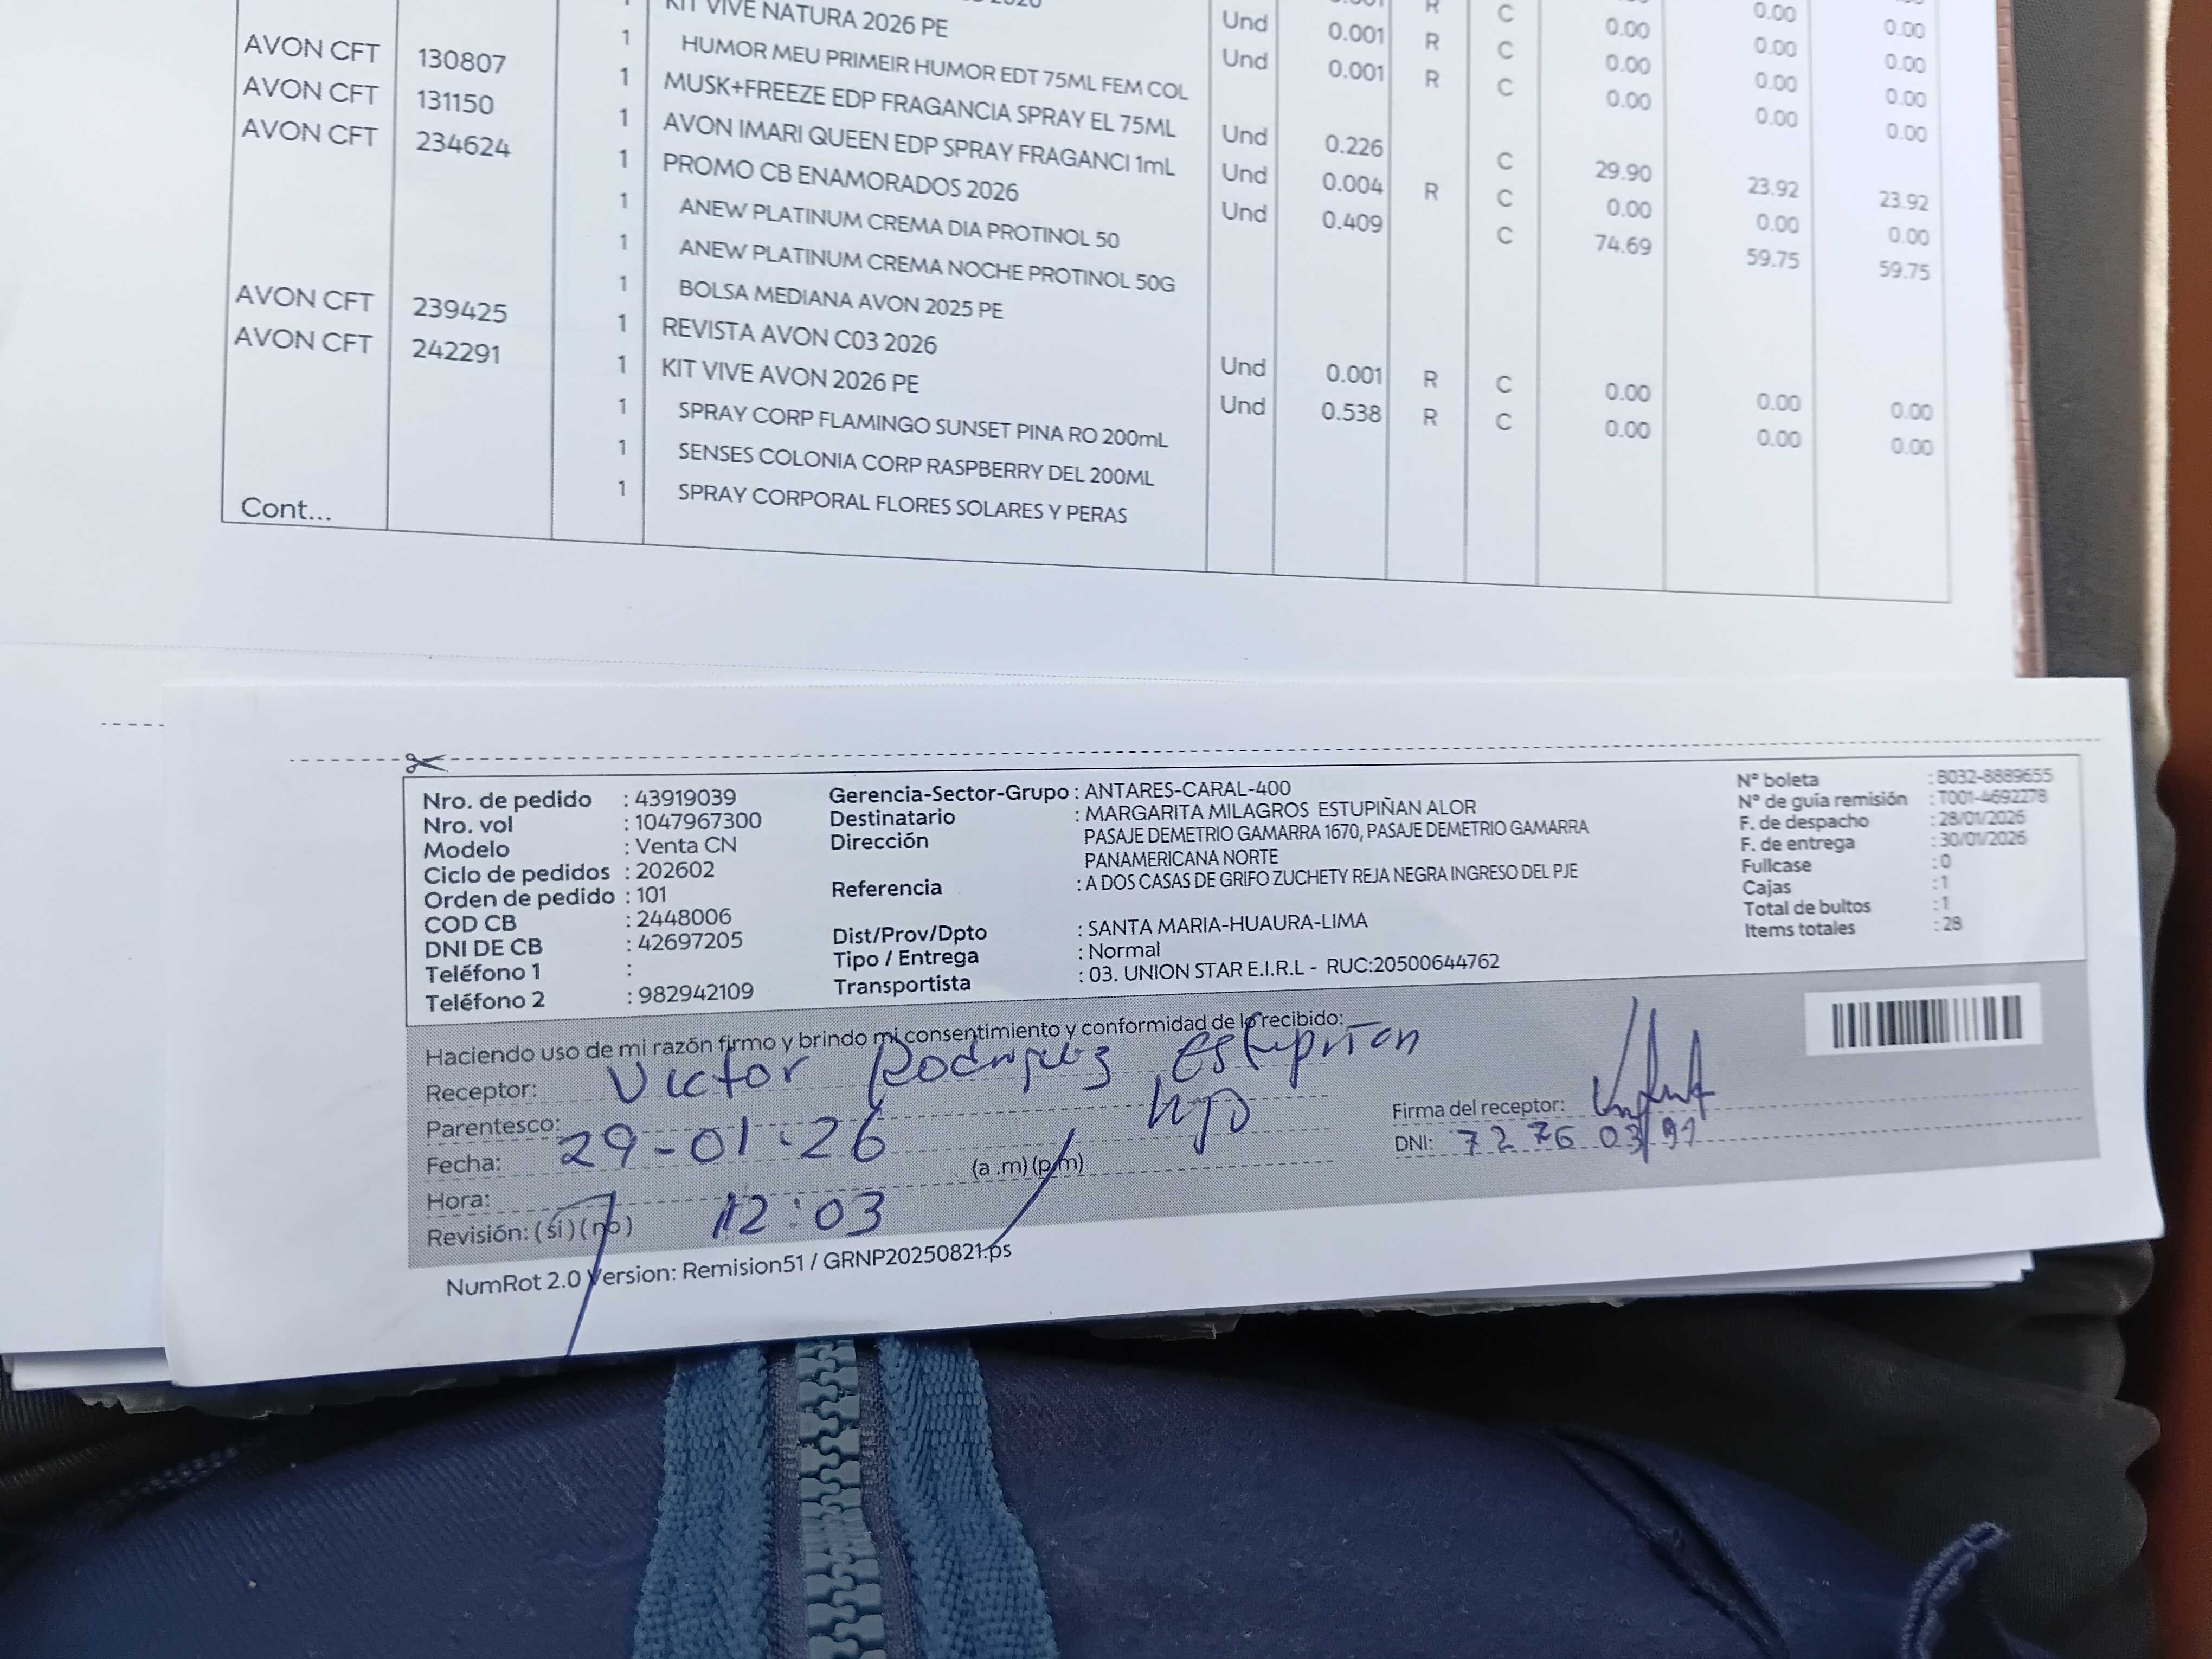 KIT VIVE NATURA 2026 PE Und 0.001 R C 0.00 0.00 0.00
AVON CFT 130807 1 HUMOR MEU PRIMEIR HUMOR EDT 75ML FEM COL Und 0.001 R C 0.00 0.00 0.00
AVON CFT 131150 1 MUSK+FREEZE EDP FRAGANCIA SPRAY EL 75ML Und 0.226 C 29.90 23.92 23.92
AVON CFT 234624 1 AVON IMARI QUEEN EDP SPRAY FRAGANCI 1mL Und 0.004 R C 0.00 0.00 0.00
1 PROMO CB ENAMORADOS 2026 Und 0.409 C 74.69 59.75 59.75
1 ANEW PLATINUM CREMA DIA PROTINOL 50
1 ANEW PLATINUM CREMA NOCHE PROTINOL 50G
1 BOLSA MEDIANA AVON 2025 PE
AVON CFT 239425 1 REVISTA AVON C03 2026 Und 0.001 R C 0.00 0.00 0.00
AVON CFT 242291 1 KIT VIVE AVON 2026 PE Und 0.538 R C 0.00 0.00 0.00
1 SPRAY CORP FLAMINGO SUNSET PINA RO 200mL
1 SENSES COLONIA CORP RASPBERRY DEL 200ML
1 SPRAY CORPORAL FLORES SOLARES Y PERAS
Cont...
Nro. de pedido : 43919039
Nro. vol : 1047967300
Modelo : Venta CN
Ciclo de pedidos : 202602
Orden de pedido : 101
COD CB : 2448006
DNI DE CB : 42697205
Teléfono 1 :
Teléfono 2 : 982942109
Gerencia-Sector-Grupo : ANTARES-CARAL-400
Destinatario : MARGARITA MILAGROS ESTUPIÑAN ALOR
Dirección PASAJE DEMETRIO GAMARRA 1670, PASAJE DEMETRIO GAMARRA
PANAMERICANA NORTE
Referencia : A DOS CASAS DE GRIFO ZUCHETY REJA NEGRA INGRESO DEL PJE
Dist/Prov/Dpto : SANTA MARIA-HUAURA-LIMA
Tipo / Entrega : Normal
Transportista : 03. UNION STAR E.I.R.L - RUC:20500644762
N° boleta : B032-8889655
N° de guía remisión : T001-4692278
F. de despacho : 28/01/2026
F. de entrega : 30/01/2026
Fullcase : 0
Cajas : 1
Total de bultos : 1
Items totales : 28
Haciendo uso de mi razón firmo y brindo mi consentimiento y conformidad de lo recibido:
Receptor: Victor Rodriguez Estupiñan
Parentesco: hijo
Fecha: 29-01-26
(a .m) (p.m)
Hora: 12:03
Revisión: (si) (no)
Firma del receptor:
DNI: 72760391
NumRot 2.0 Version: Remision51 / GRNP20250821.ps